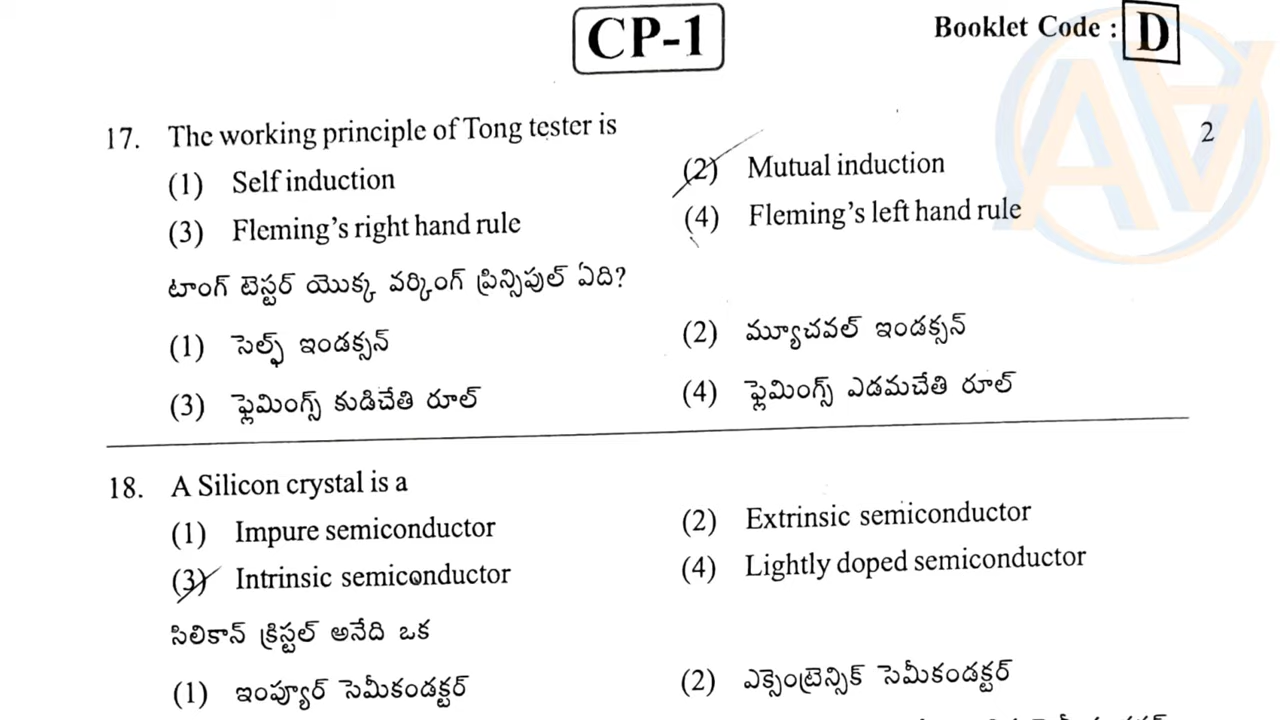 CP-1
Booklet Code : D
2
17. The working principle of Tong tester is
(1) Self induction (2) Mutual induction
(3) Fleming's right hand rule (4) Fleming's left hand rule
టాంగ్ టెస్టర్ యొక్క వర్కింగ్ ప్రిన్సిపుల్ ఏది?
(1) సెల్ఫ్ ఇండక్సన్ (2) మ్యూచవల్ ఇండక్సన్
(3) ఫ్లెమింగ్స్ కుడిచేతి రూల్ (4) ఫ్లెమింగ్స్ ఎడమచేతి రూల్
18. A Silicon crystal is a
(1) Impure semiconductor (2) Extrinsic semiconductor
(3) Intrinsic semiconductor (4) Lightly doped semiconductor
సిలికాన్ క్రిస్టల్ అనేది ఒక
(1) ఇంప్యూర్ సెమీకండక్టర్ (2) ఎక్సెంట్రెన్సిక్ సెమీకండక్టర్